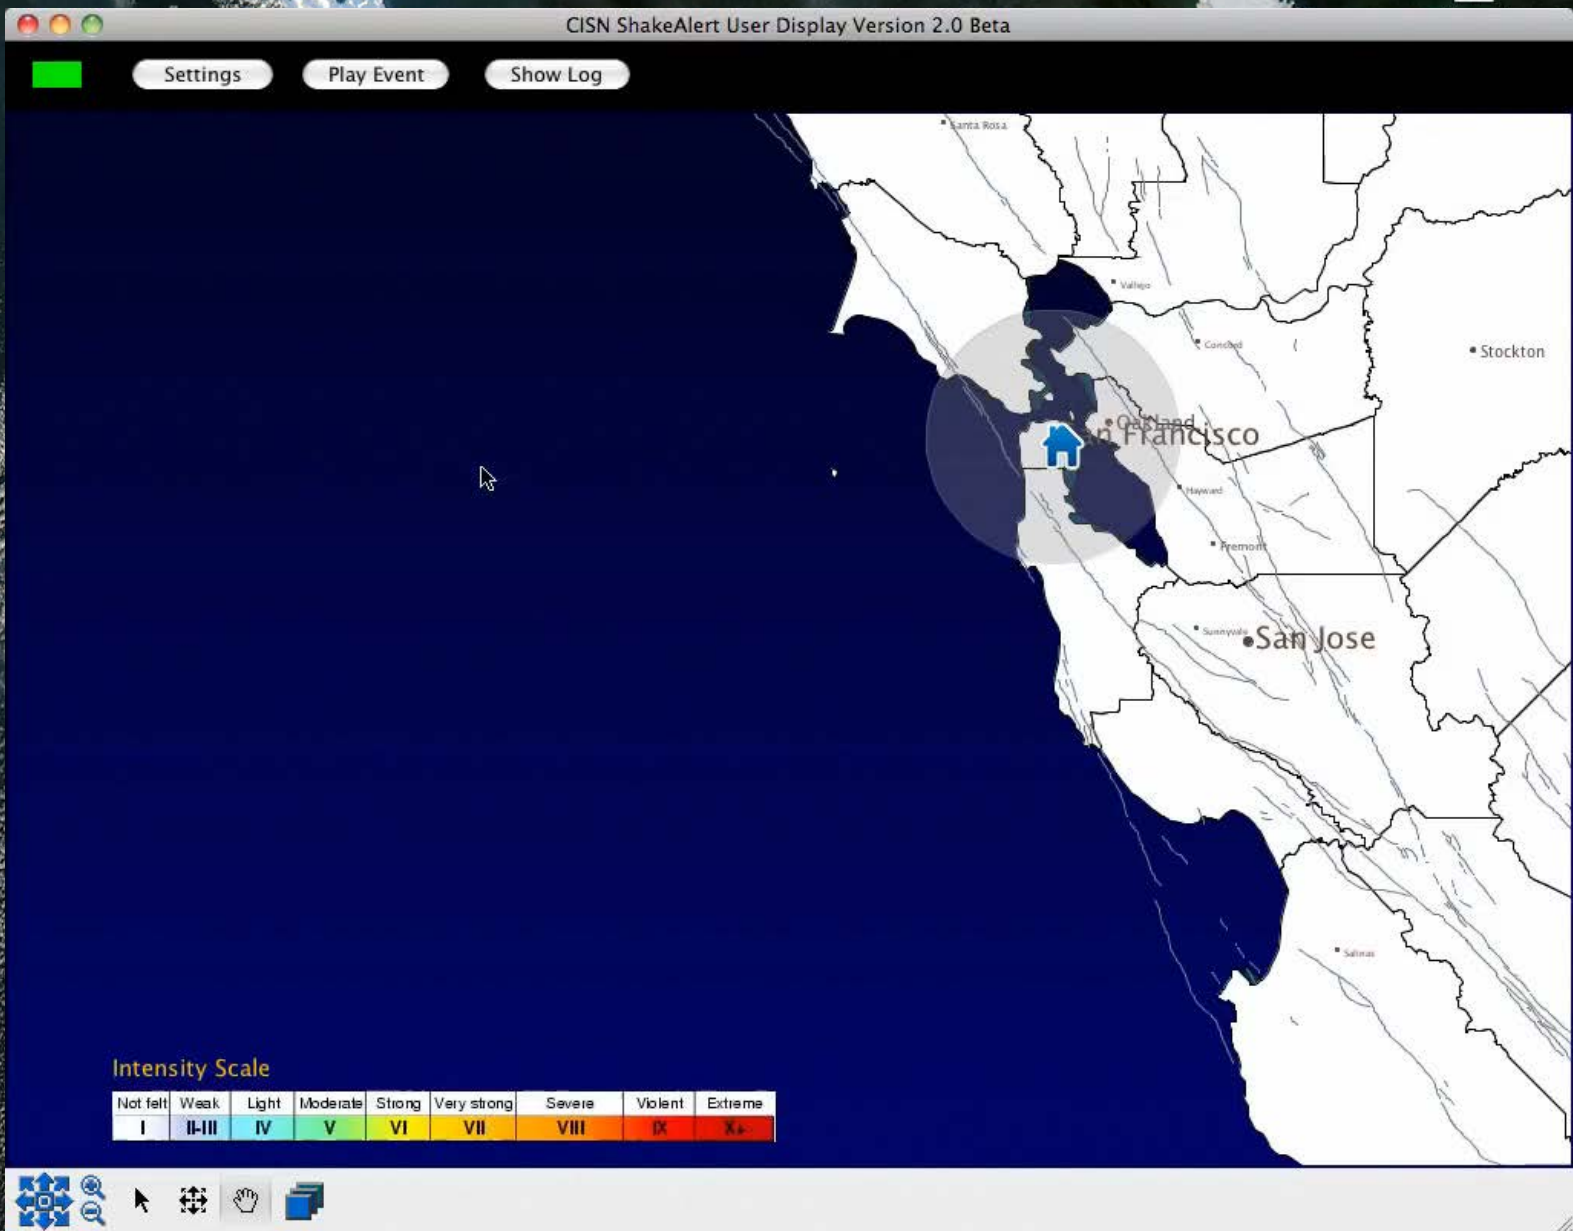 CISN ShakeAlert User Display Version 2.0 Beta
Settings Play Event Show Log
Santa Rosa
Vallejo
Concord
Stockton
Oakland
San Francisco
Hayward
Fremont
Sunnyvale
San Jose
Salinas
Intensity Scale
Not felt Weak Light Moderate Strong Very strong Severe Violent Extreme
I II-III IV V VI VII VIII IX X+